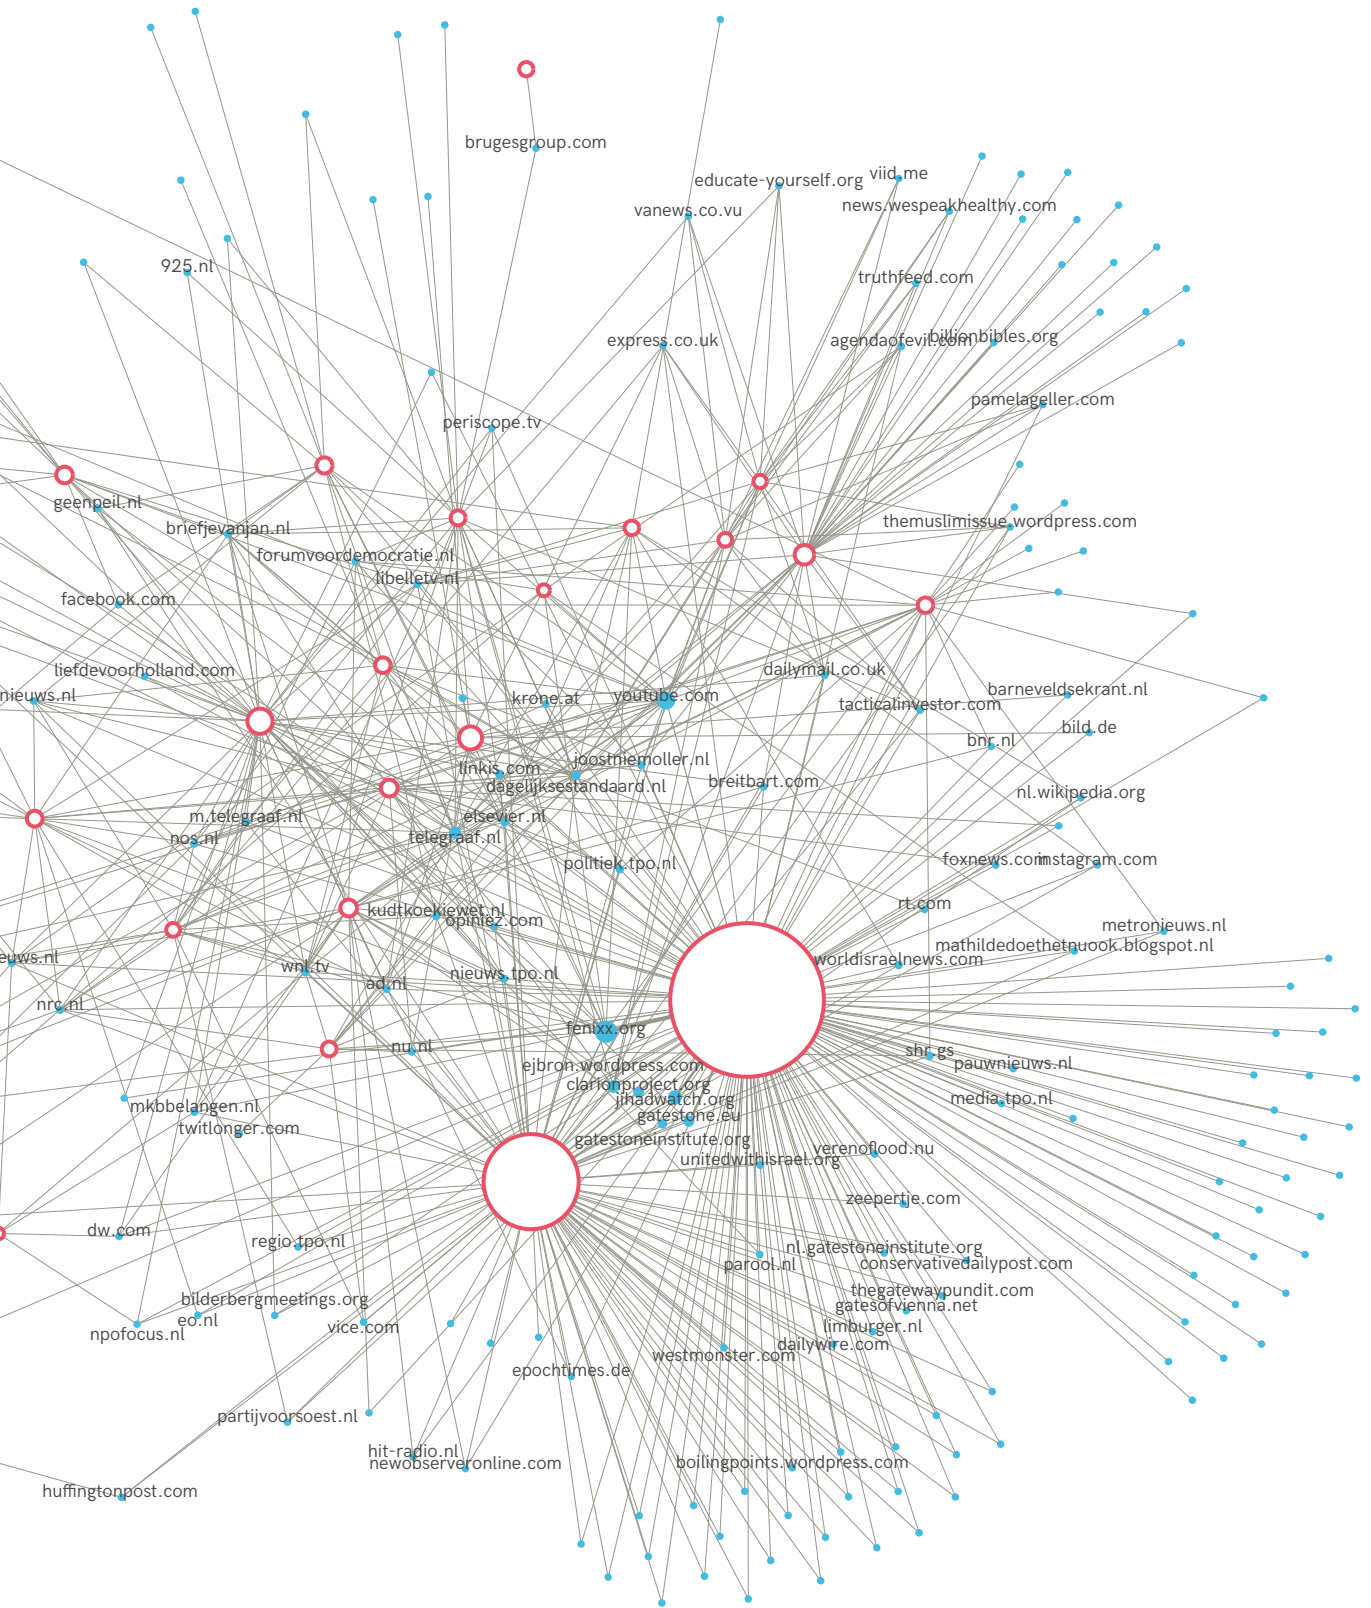 brugesgroup.com
viid.me
educate-yourself.org
news.wespeakhealthy.com
vanews.co.vu
925.nl
truthfeed.com
billionbibles.org
express.co.uk
agendaofevil.com
pamelageller.com
periscope.tv
geenpeil.nl
themuslimissue.wordpress.com
briefjevanjan.nl
forumvoordemocratie.nl
libelletv.nl
facebook.com
liefdevoorholland.com
dailymail.co.uk
nieuws.nl
krone.at
youtube.com
barneveldsekrant.nl
tacticalinvestor.com
bild.de
bnr.nl
joostniemoller.nl
linkis.com
breitbart.com
dagelijksestandaard.nl
nl.wikipedia.org
m.telegraaf.nl
elsevier.nl
nos.nl
telegraaf.nl
politiek.tpo.nl
foxnews.com
instagram.com
rt.com
kudtkoekiewet.nl
opiniez.com
metronieuws.nl
mathildedoethetnuook.blogspot.nl
euws.nl
worldisraelnews.com
wnl.tv
nieuws.tpo.nl
ad.nl
nrc.nl
fenixx.org
nu.nl
shr.gs
pauwnieuws.nl
ejbron.wordpress.com
clarionproject.org
jihadwatch.org
media.tpo.nl
mkbbelangen.nl
gatestone.eu
twitlonger.com
gatestoneinstitute.org
verenoflood.nu
unitedwithisrael.org
zeepertje.com
dw.com
regio.tpo.nl
nl.gatestoneinstitute.org
parool.nl
conservativedailypost.com
thegatewaypundit.com
bilderbergmeetings.org
gatesofvienna.net
eo.nl
vice.com
limburger.nl
npofocus.nl
dailywire.com
westmonster.com
epochtimes.de
partijvoorsoest.nl
hit-radio.nl
newobserveronline.com
boilingpoints.wordpress.com
huffingtonpost.com